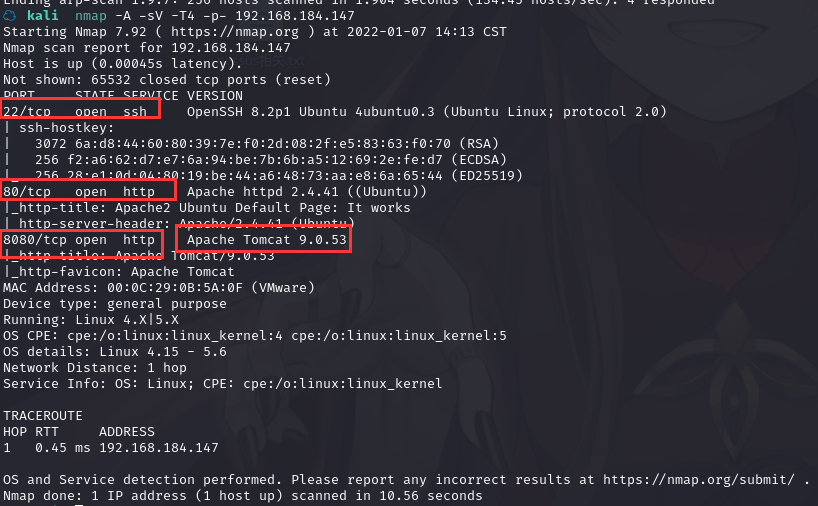 Ending arp-scan 1.9.7: 256 hosts scanned in 1.904 seconds (134.45 hosts/sec). 4 responded
kali nmap -A -sV -T4 -p- 192.168.184.147
Starting Nmap 7.92 ( https://nmap.org ) at 2022-01-07 14:13 CST
Nmap scan report for 192.168.184.147
Host is up (0.00045s latency).
Not shown: 65532 closed tcp ports (reset)
PORT     STATE SERVICE VERSION
22/tcp   open  ssh     OpenSSH 8.2p1 Ubuntu 4ubuntu0.3 (Ubuntu Linux; protocol 2.0)
| ssh-hostkey:
|   3072 6a:d8:44:60:80:39:7e:f0:2d:08:2f:e5:83:63:f0:70 (RSA)
|   256 f2:a6:62:d7:e7:6a:94:be:7b:6b:a5:12:69:2e:fe:d7 (ECDSA)
|_  256 28:e1:0d:04:80:19:be:44:a6:48:73:aa:e8:6a:65:44 (ED25519)
80/tcp   open  http    Apache httpd 2.4.41 ((Ubuntu))
|_http-title: Apache2 Ubuntu Default Page: It works
|_http-server-header: Apache/2.4.41 (Ubuntu)
8080/tcp open  http    Apache Tomcat 9.0.53
|_http-title: Apache Tomcat/9.0.53
|_http-favicon: Apache Tomcat
MAC Address: 00:0C:29:0B:5A:0F (VMware)
Device type: general purpose
Running: Linux 4.X|5.X
OS CPE: cpe:/o:linux:linux_kernel:4 cpe:/o:linux:linux_kernel:5
OS details: Linux 4.15 - 5.6
Network Distance: 1 hop
Service Info: OS: Linux; CPE: cpe:/o:linux:linux_kernel
TRACEROUTE
HOP RTT     ADDRESS
1   0.45 ms 192.168.184.147
OS and Service detection performed. Please report any incorrect results at https://nmap.org/submit/ .
Nmap done: 1 IP address (1 host up) scanned in 10.56 seconds